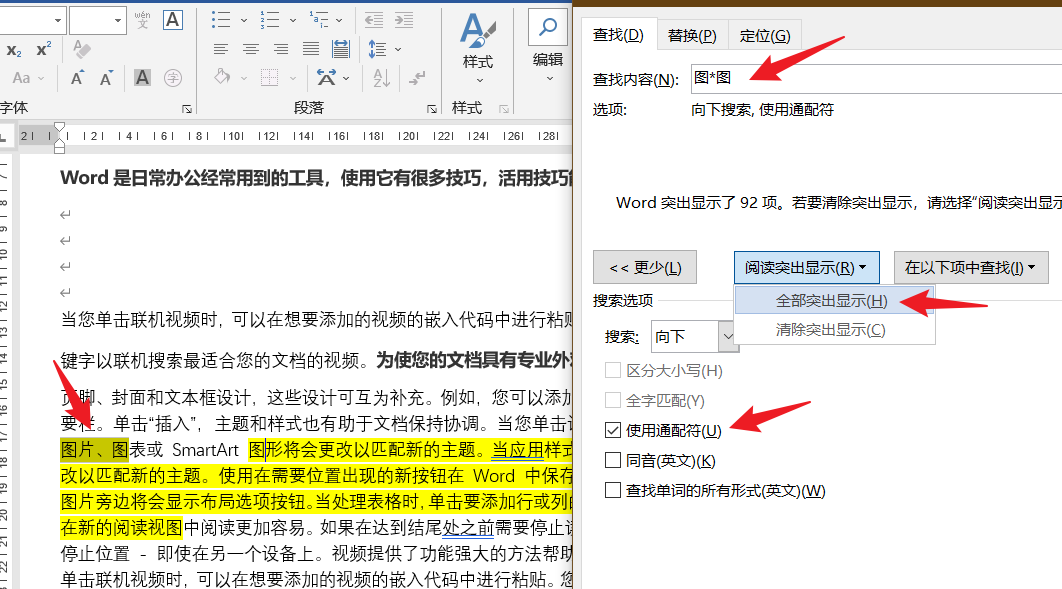 wén
文
A
x₂ x²
Aa A A A 字
字体
段落
A
样式
样式
编辑
2 2 4 6 8 10 12 14 16 18 20 22 24 26 28
Word 是日常办公经常用到的工具，使用它有很多技巧，活用技巧
当您单击联机视频时，可以在想要添加的视频的嵌入代码中进行粘贴
键字以联机搜索最适合您的文档的视频。为使您的文档具有专业外
页脚、封面和文本框设计，这些设计可互为补充。例如，您可以添加
要栏。单击“插入”，主题和样式也有助于文档保持协调。当您单击
图片、图表或 SmartArt 图形将会更改以匹配新的主题。当应用样式
改以匹配新的主题。使用在需要位置出现的新按钮在 Word 中保存
图片旁边将会显示布局选项按钮。当处理表格时，单击要添加行或列的
在新的阅读视图中阅读更加容易。如果在达到结尾处之前需要停止
停止位置 - 即使在另一个设备上。视频提供了功能强大的方法帮助
单击联机视频时，可以在想要添加的视频的嵌入代码中进行粘贴。您
查找(D) 替换(P) 定位(G)
查找内容(N): 图*图
选项: 向下搜索, 使用通配符
Word 突出显示了 92 项。若要清除突出显示，请选择“阅读突出显示
<< 更少(L) 阅读突出显示(R) 在以下项中查找(I)
全部突出显示(H)
清除突出显示(C)
搜索选项
搜索: 向下
区分大小写(H)
全字匹配(Y)
使用通配符(U)
同音(英文)(K)
查找单词的所有形式(英文)(W)